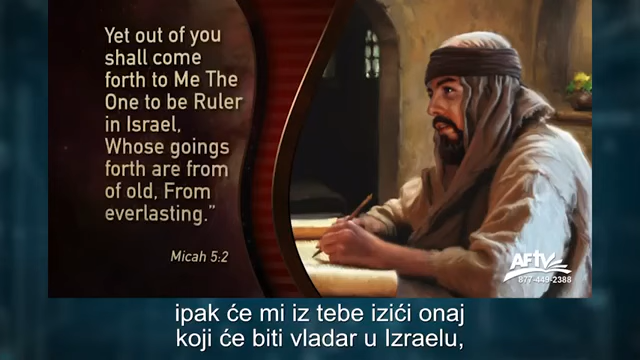 Yet out of you
shall come
forth to Me The
One to be Ruler
in Israel,
Whose goings
forth are from
of old, From
everlasting."
Micah 5:2
AFtv
877-449-2388
ipak će mi iz tebe izići onaj
koji će biti vladar u Izraelu,